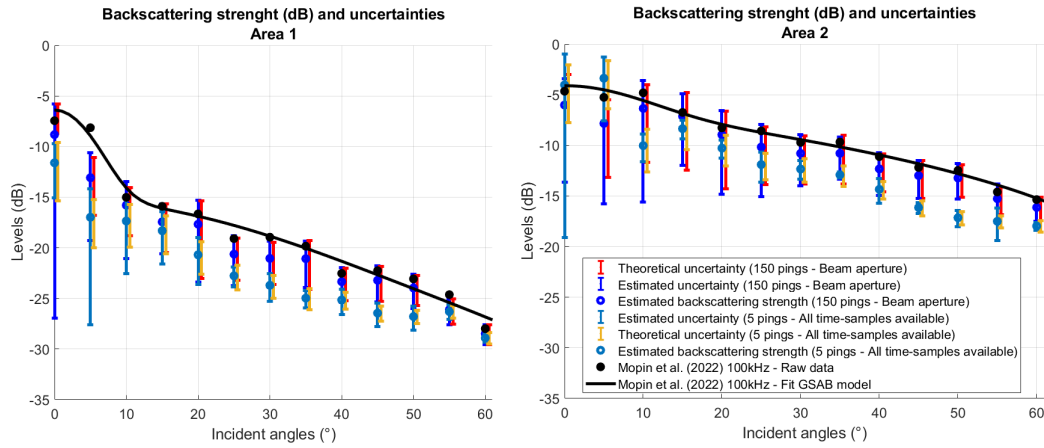 Backscattering strenght (dB) and uncertainties
Area 1
0
-5
-10
-15
-20
-25
-30
-35
Levels (dB)
0
10
20
30
40
50
60
Incident angles (°)
Backscattering strenght (dB) and uncertainties
Area 2
0
-5
-10
-15
-20
-25
-30
-35
Levels (dB)
Theoretical uncertainty (150 pings - Beam aperture)
Estimated uncertainty (150 pings - Beam aperture)
Estimated backscattering strength (150 pings - Beam aperture)
Estimated uncertainty (5 pings - All time-samples available)
Theoretical uncertainty (5 pings - All time-samples available)
Estimated backscattering strength (5 pings - All time-samples available)
Mopin et al. (2022) 100kHz - Raw data
Mopin et al. (2022) 100kHz - Fit GSAB model
0
10
20
30
40
50
60
Incident angles (°)